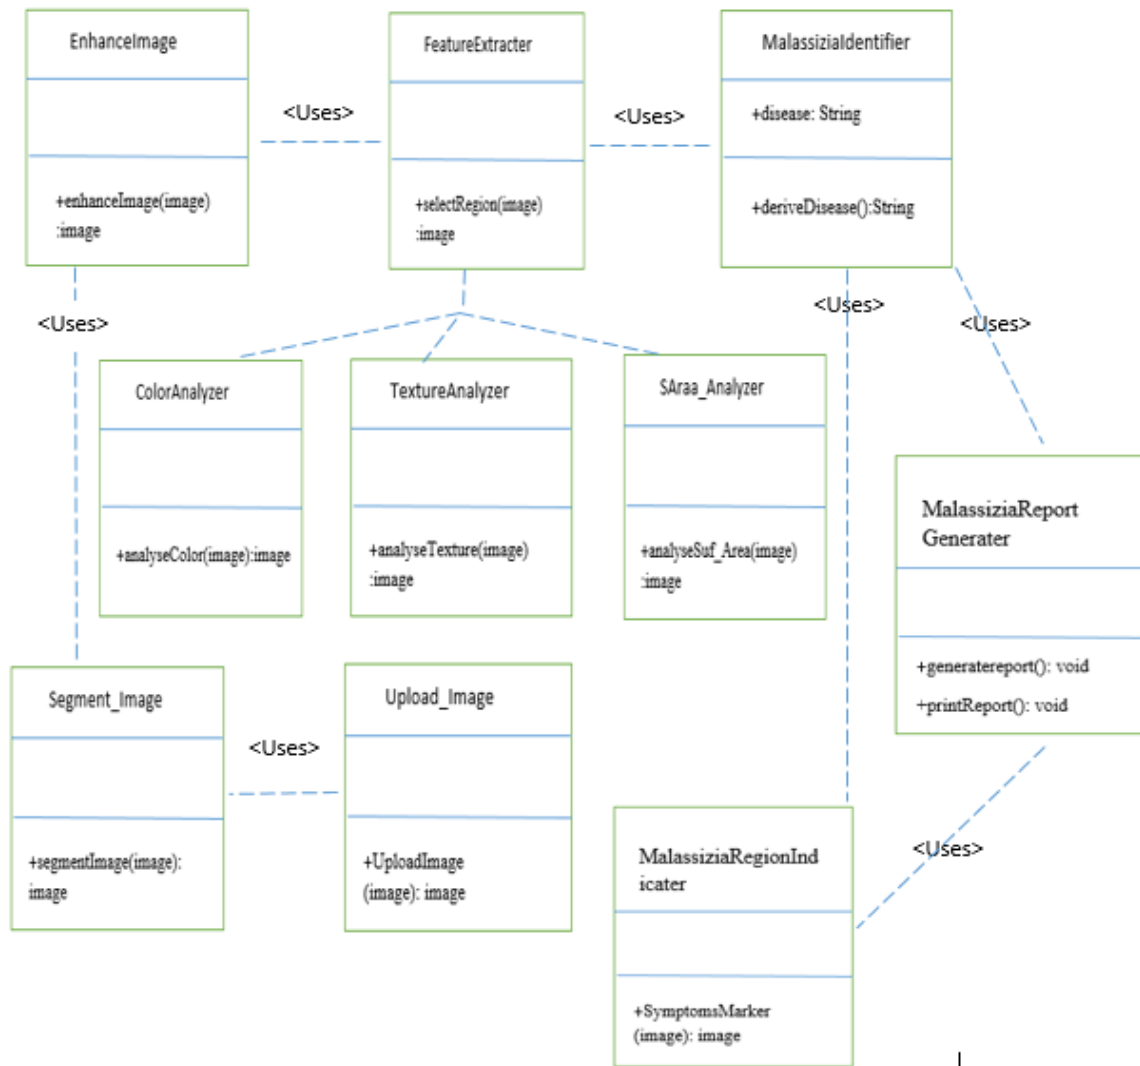 EnhanceImage
+enhanceImage(image)
:image
<Uses>
FeatureExtracter
+selectRegion(image)
:image
<Uses>
MalassiziaIdentifier
+disease: String
+deriveDisease():String
<Uses>
<Uses>
<Uses>
ColorAnalyzer
+analyseColor(image):image
TextureAnalyzer
+analyseTexture(image)
:image
SAraa_Analyzer
+analyseSuf_Area(image)
:image
MalassiziaReport
Generater
+generatereport(): void
+printReport(): void
Segment_Image
+segmentImage(image):
image
<Uses>
Upload_Image
+UploadImage
(image): image
MalassiziaRegionInd
icater
+SymptomsMarker
(image): image
<Uses>